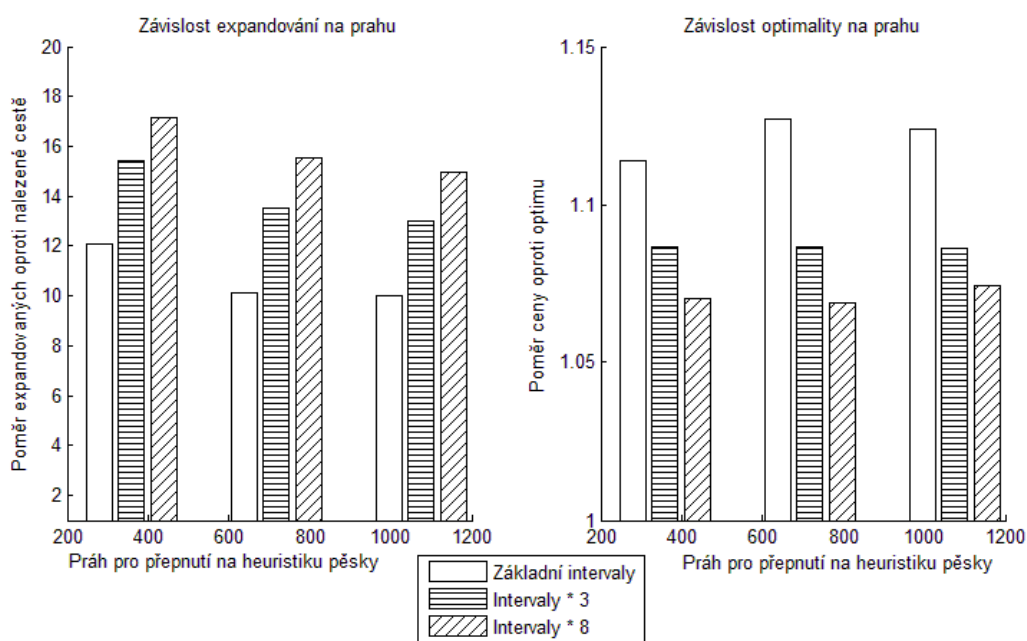 Závislost expandování na prahu
20
18
16
14
12
10
8
6
4
2
Poměr expandovaných oproti nalezené cestě
200 400 600 800 1000 1200
Práh pro přepnutí na heuristiku pěsky
Závislost optimality na prahu
1.15
1.1
1.05
1
Poměr ceny oproti optimu
200 400 600 800 1000 1200
Práh pro přepnutí na heuristiku pěsky
Základní intervaly
Intervaly * 3
Intervaly * 8